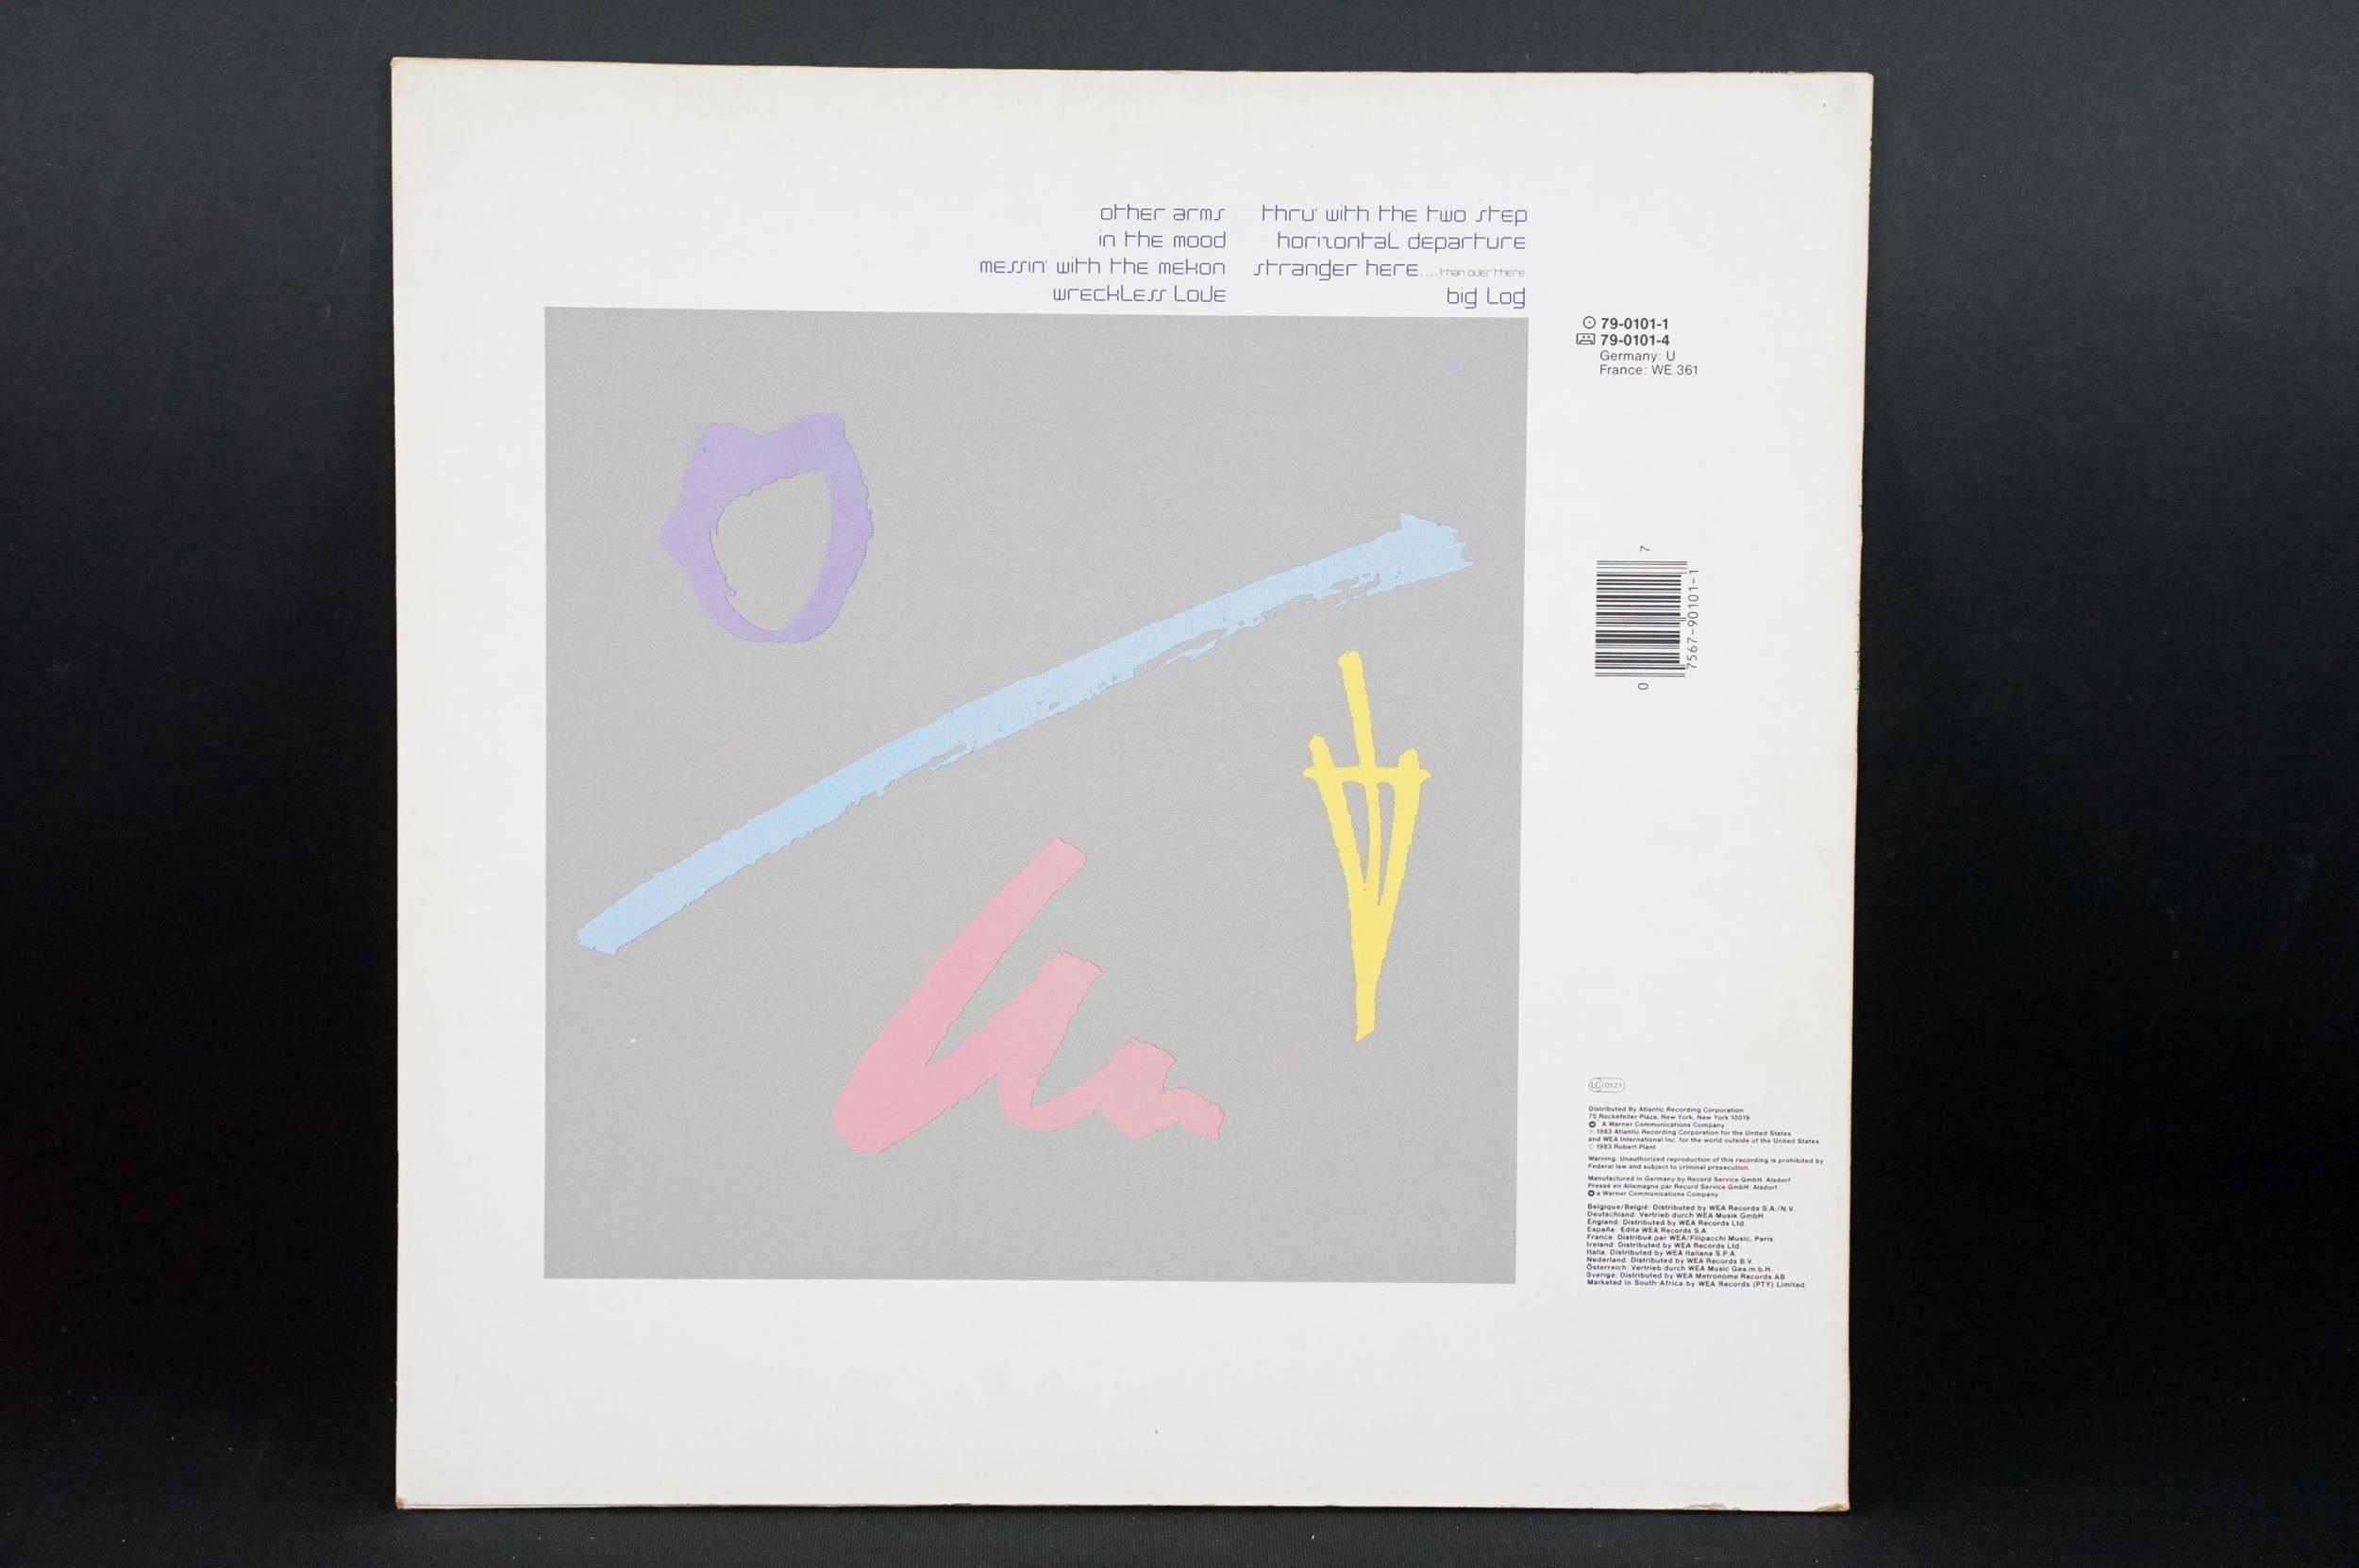 other arms
in the mood
messin' with the mekon
wreckless love
thru' with the two step
horizontal departure
stranger here....than over there
big log
79-0101-1
79-0101-4
Germany: U
France: WE 361
7
7567-90101-1
0
LC 0121
Distributed By Atlantic Recording Corporation
75 Rockefeller Plaza, New York, New York 10019
A Warner Communications Company
℗ 1983 Atlantic Recording Corporation for the United States
and WEA International Inc. for the world outside of the United States
© 1983 Robert Plant
Warning: Unauthorized reproduction of this recording is prohibited by
Federal law and subject to criminal prosecution.
Manufactured in Germany by Record Service GmbH. Alsdorf
Pressé en Allemagne par Record Service GmbH. Alsdorf
a Warner Communications Company
Belgique/België: Distributed by WEA Records S.A./N.V.
Deutschland: Vertrieb durch WEA Musik GmbH
England: Distributed by WEA Records Ltd.
España: Edita WEA Records S.A.
France: Distribué par WEA/Filipacchi Music, Paris
Ireland: Distributed by WEA Records Ltd.
Italia: Distributed by WEA Italiana S.P.A.
Nederland: Distributed by WEA Records B.V.
Österreich: Vertrieb durch WEA Music Ges.m.b.H.
Sverige: Distributed by WEA Metronome Records AB
Marketed in South-Africa by WEA Records (PTY) Limited